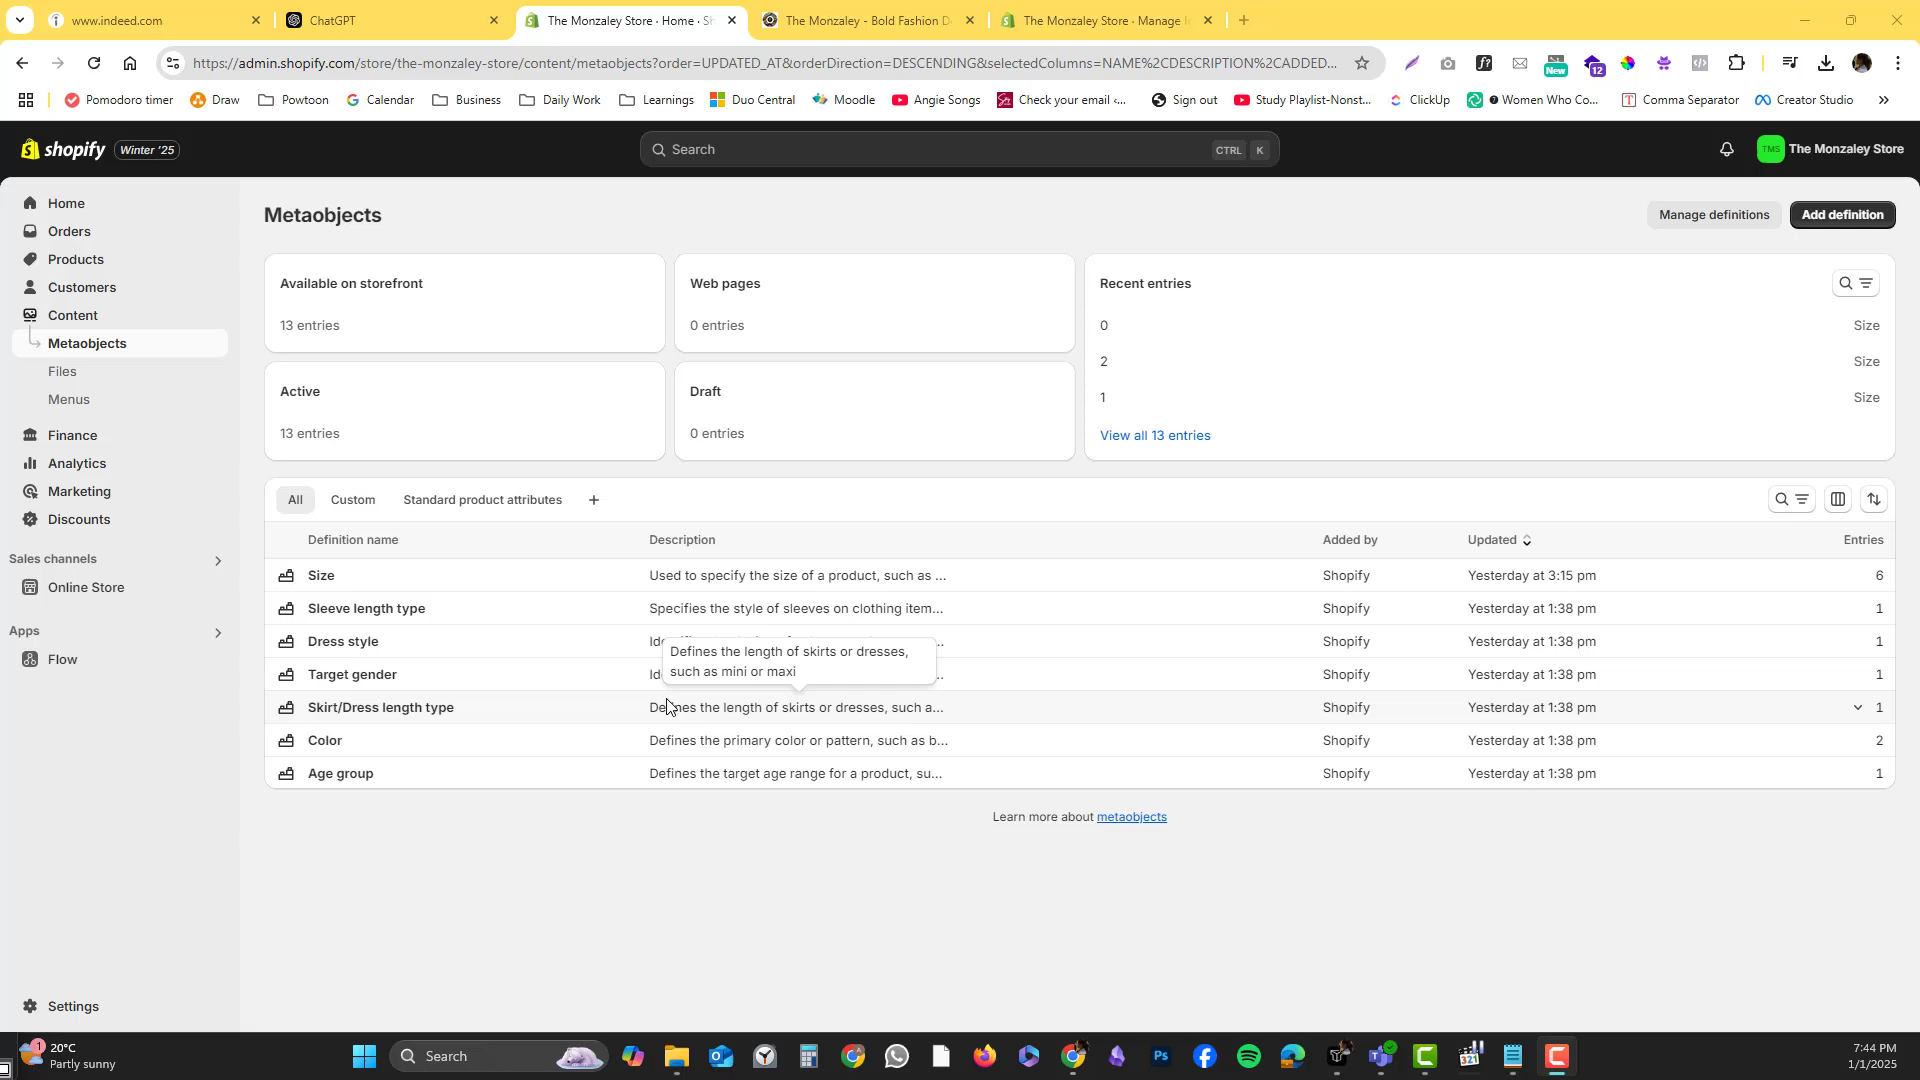 www.indeed.com
ChatGPT
The Monzaley Store · Home · Sh
The Monzaley - Bold Fashion D
The Monzaley Store · Manage l
https://admin.shopify.com/store/the-monzaley-store/content/metaobjects?order=UPDATED_AT&orderDirection=DESCENDING&selectedColumns=NAME%2CDESCRIPTION%2CADDED...
New
12
Pomodoro timer
Draw
Powtoon
Calendar
Business
Daily Work
Learnings
Duo Central
Moodle
Angie Songs
Check your email <...
Sign out
Study Playlist-Nonst...
ClickUp
Women Who Co...
Comma Separator
Creator Studio
shopify
Winter '25
Search
CTRL K
TMS
The Monzaley Store
Home
Orders
Products
Customers
Content
Metaobjects
Files
Menus
Finance
Analytics
Marketing
Discounts
Sales channels
Online Store
Apps
Flow
Settings
Metaobjects
Manage definitions
Add definition
Available on storefront
13 entries
Web pages
0 entries
Active
13 entries
Draft
0 entries
Recent entries
0 Size
2 Size
1 Size
View all 13 entries
All
Custom
Standard product attributes
Definition name Description Added by Updated Entries
Size Used to specify the size of a product, such as ... Shopify Yesterday at 3:15 pm 6
Sleeve length type Specifies the style of sleeves on clothing item... Shopify Yesterday at 1:38 pm 1
Dress style Shopify Yesterday at 1:38 pm 1
Defines the length of skirts or dresses,
such as mini or maxi
Target gender Shopify Yesterday at 1:38 pm 1
Skirt/Dress length type Defines the length of skirts or dresses, such a... Shopify Yesterday at 1:38 pm 1
Color Defines the primary color or pattern, such as b... Shopify Yesterday at 1:38 pm 2
Age group Defines the target age range for a product, su... Shopify Yesterday at 1:38 pm 1
Learn more about metaobjects
1
20°C
Partly sunny
Search
Ps
321
7:44 PM
1/1/2025